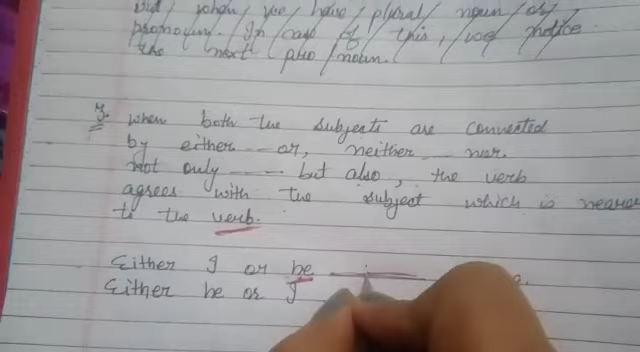 did / when / we / have / plural / noun / or /
pronoun. / In / case / of / this, / we / notice
the / next / pro / noun.
3. when both the subjects are connected
by either — or, neither — nor.
not only — but also, the verb
agrees with the subject which is nearer
to the verb.
Either I or he
Either he or I